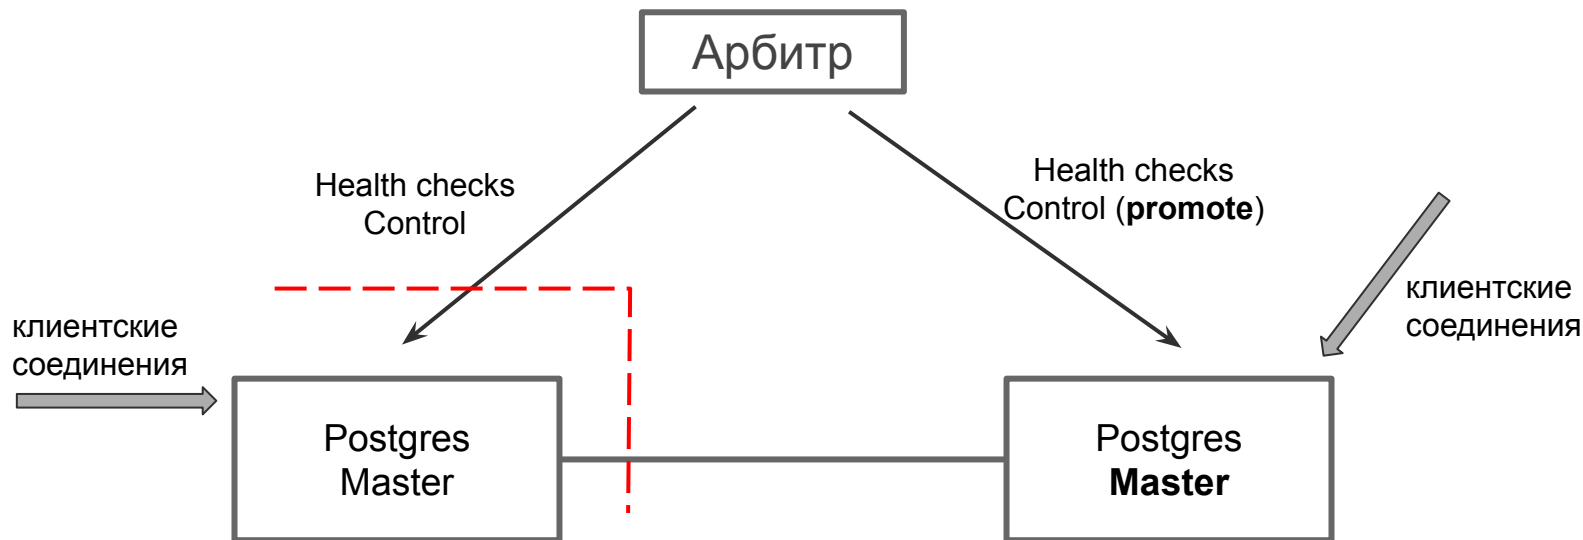 Арбитр
Health checks
Control
Health checks
Control (promote)
клиентские
соединения
клиентские
соединения
Postgres
Master
Postgres
Master